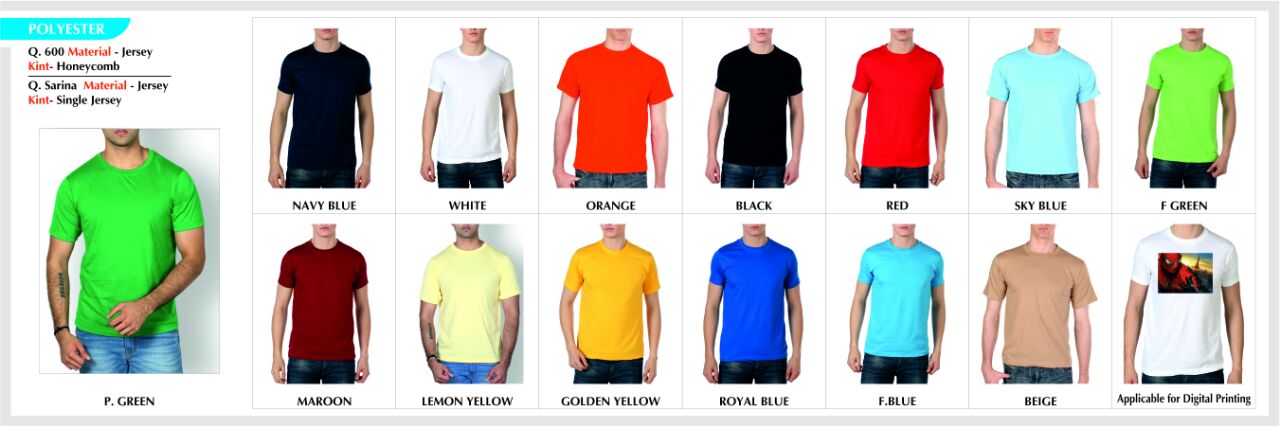 POLYESTER
Q. 600 Material - Jersey
Kint- Honeycomb
Q. Sarina Material - Jersey
Kint- Single Jersey
P. GREEN
NAVY BLUE
WHITE
ORANGE
BLACK
RED
SKY BLUE
F GREEN
MAROON
LEMON YELLOW
GOLDEN YELLOW
ROYAL BLUE
F.BLUE
BEIGE
Applicable for Digital Printing